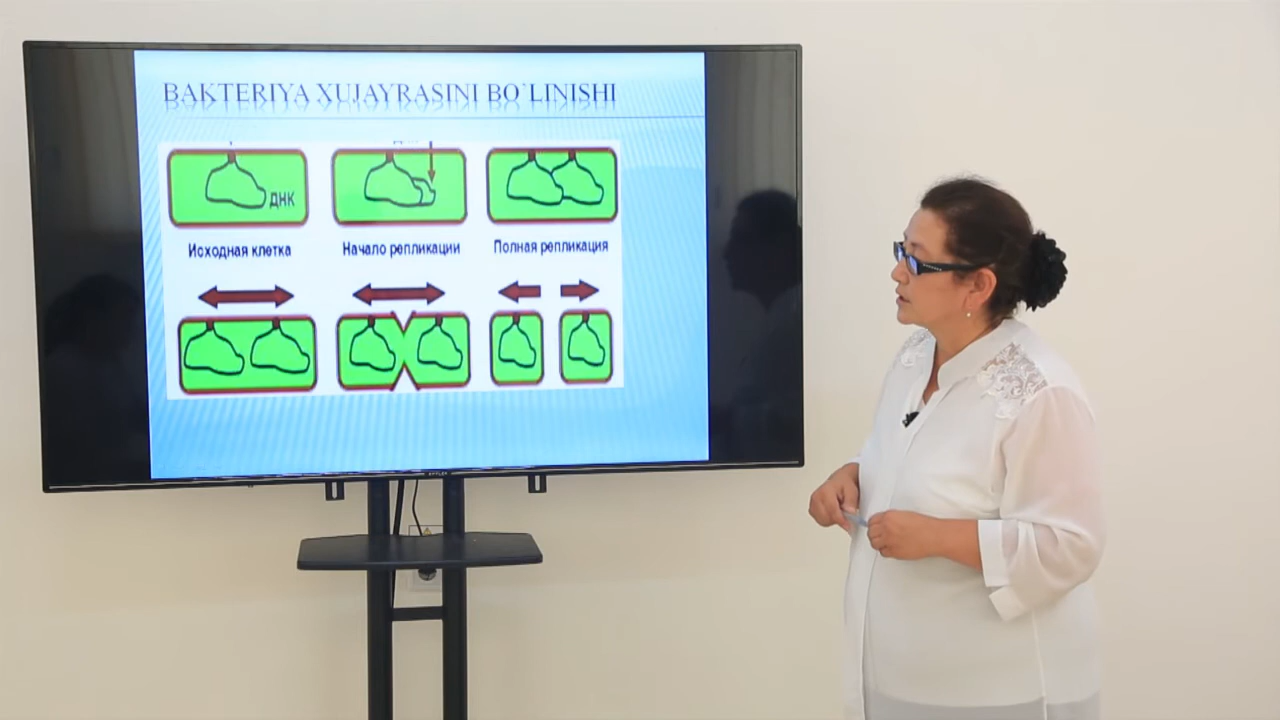 BAKTERIYA XUJAYRASINI BO`LINISHI
ДНК
Исходная клетка
Начало репликации
Полная репликация